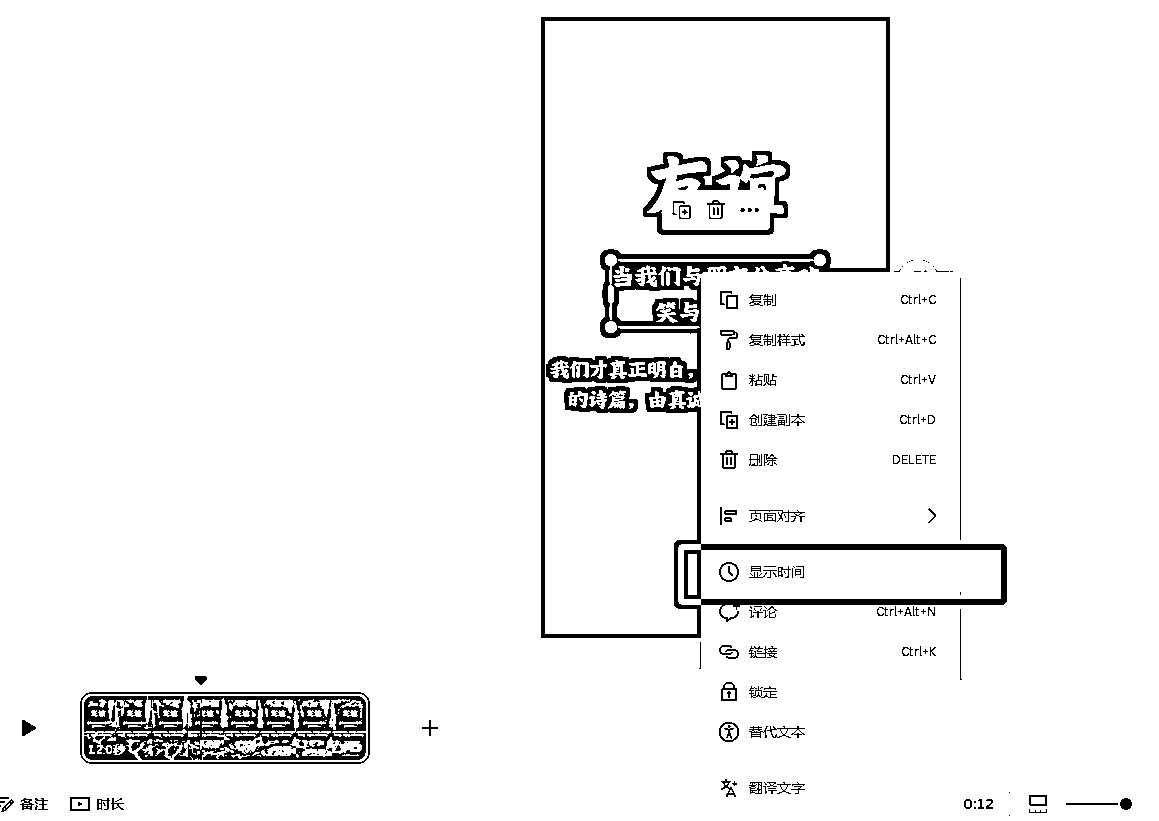 友谊
当我们与朋友分享欢
笑与
我们才真正明白，
的诗篇，由真诚
复制 Ctrl+C
复制样式 Ctrl+Alt+C
粘贴 Ctrl+V
创建副本 Ctrl+D
删除 DELETE
页面对齐
显示时间
评论 Ctrl+Alt+N
链接 Ctrl+K
锁定
替代文本
翻译文字
12.0秒
备注 时长 0:12